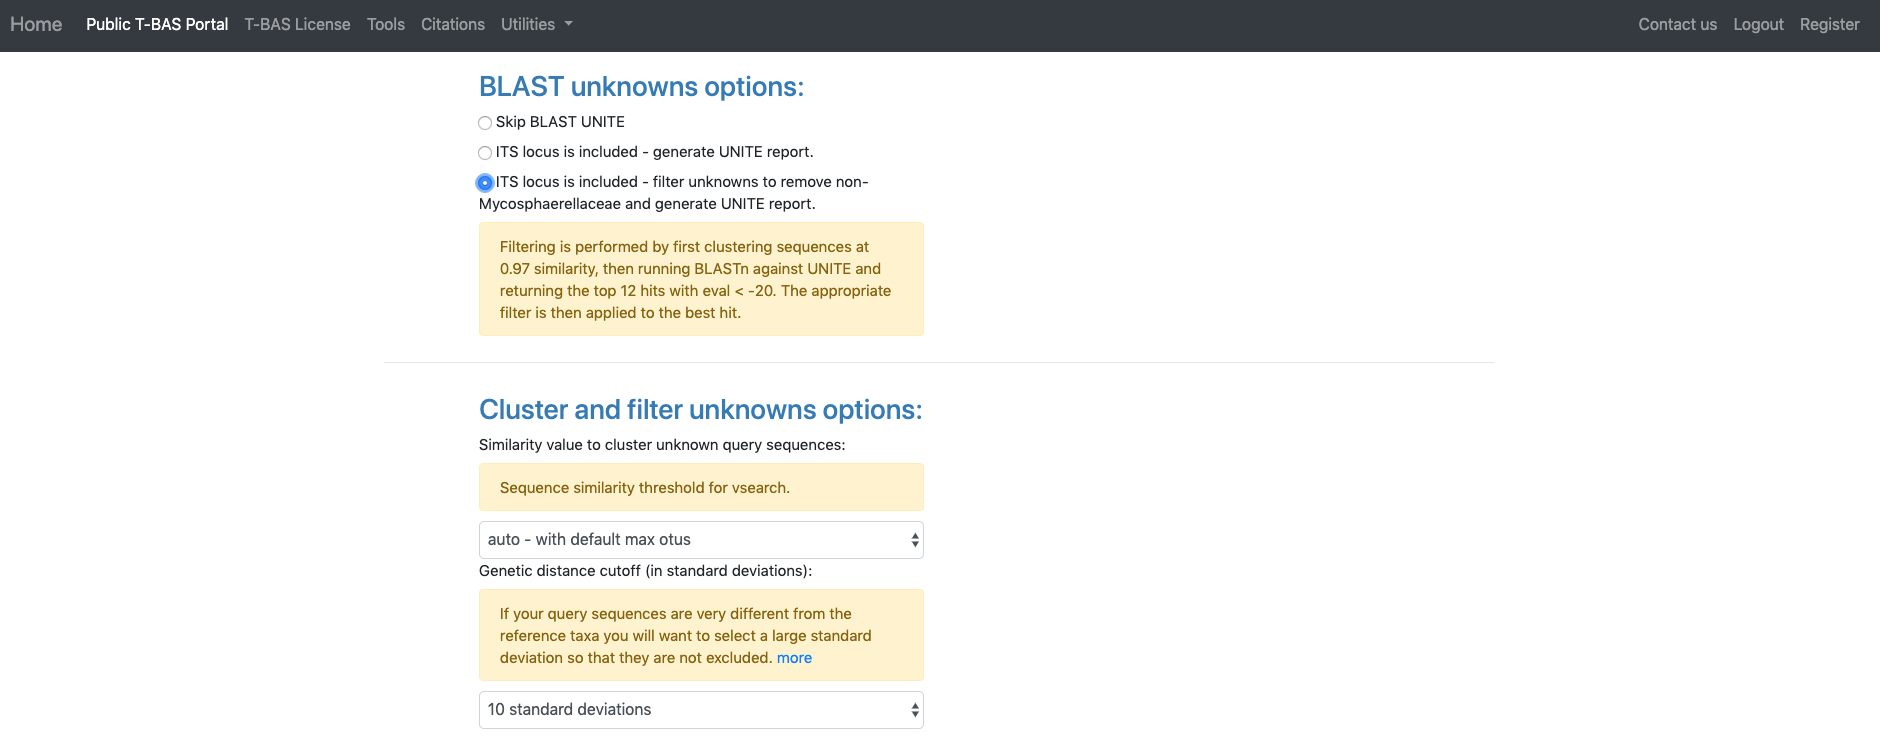 Home Public T-BAS Portal T-BAS License Tools Citations Utilities Contact us Logout Register
BLAST unknowns options:
Skip BLAST UNITE
ITS locus is included - generate UNITE report.
ITS locus is included - filter unknowns to remove non-
Mycosphaerellaceae and generate UNITE report.
Filtering is performed by first clustering sequences at
0.97 similarity, then running BLASTn against UNITE and
returning the top 12 hits with eval < -20. The appropriate
filter is then applied to the best hit.
Cluster and filter unknowns options:
Similarity value to cluster unknown query sequences:
Sequence similarity threshold for vsearch.
auto - with default max otus
Genetic distance cutoff (in standard deviations):
If your query sequences are very different from the
reference taxa you will want to select a large standard
deviation so that they are not excluded. more
10 standard deviations